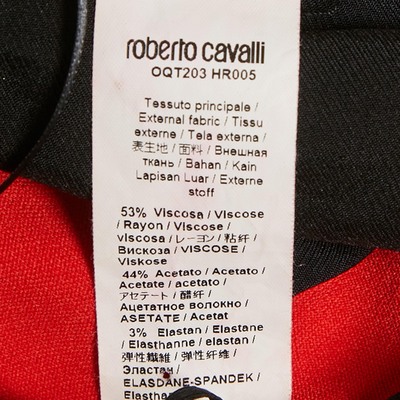 roberto cavalli
OQT203 HR005
Tessuto principale /
External fabric / Tissu
externe / Tela externa /
表生地 / 面料 / Внешная
ткань / Bahan / Kain
Lapisan Luar / Externe
stoff
53% Viscosa / Viscose
/ Rayon / Viscose /
viscosa / レーヨン / 粘纤 /
Вискоза / VISCOSE /
Viskose
44% Acetato / Acetato /
Acetate / acetato /
アセテート / 醋纤 /
Ацетатное волокно /
ASETATE / Acetat
3% Elastan / Elastane
/ Elasthanne / elastan /
弾性繊維 / 弹性纤维 /
Эластан /
ELASDANE-SPANDEK /